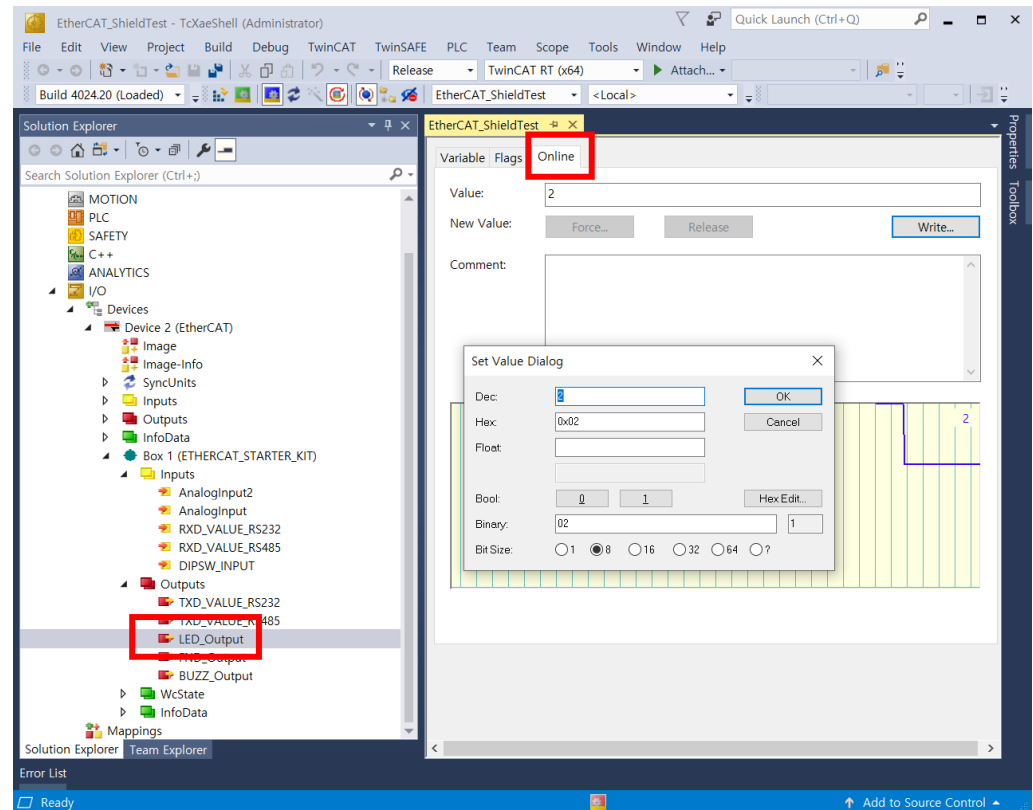 EtherCAT_ShieldTest - TcXaeShell (Administrator)
Quick Launch (Ctrl+Q)
File Edit View Project Build Debug TwinCAT TwinSAFE PLC Team Scope Tools Window Help
Release TwinCAT RT (x64) Attach...
Build 4024.20 (Loaded) EtherCAT_ShieldTest <Local>
Solution Explorer
Search Solution Explorer (Ctrl+;)
MOTION
PLC
SAFETY
C++
ANALYTICS
I/O
Devices
Device 2 (EtherCAT)
Image
Image-Info
SyncUnits
Inputs
Outputs
InfoData
Box 1 (ETHERCAT_STARTER_KIT)
Inputs
AnalogInput2
AnalogInput
RXD_VALUE_RS232
RXD_VALUE_RS485
DIPSW_INPUT
Outputs
TXD_VALUE_RS232
TXD_VALUE_RS485
LED_Output
FND_Output
BUZZ_Output
WcState
InfoData
Mappings
Solution Explorer Team Explorer
EtherCAT_ShieldTest
Variable Flags Online
Value: 2
New Value: Force... Release Write...
Comment:
Set Value Dialog
Dec: 2 OK
Hex: 0x02 Cancel
Float:
Bool: 0 1 Hex Edit...
Binary: 02 1
Bit Size: 1 8 16 32 64 ?
2
Properties
Toolbox
Error List
Ready Add to Source Control